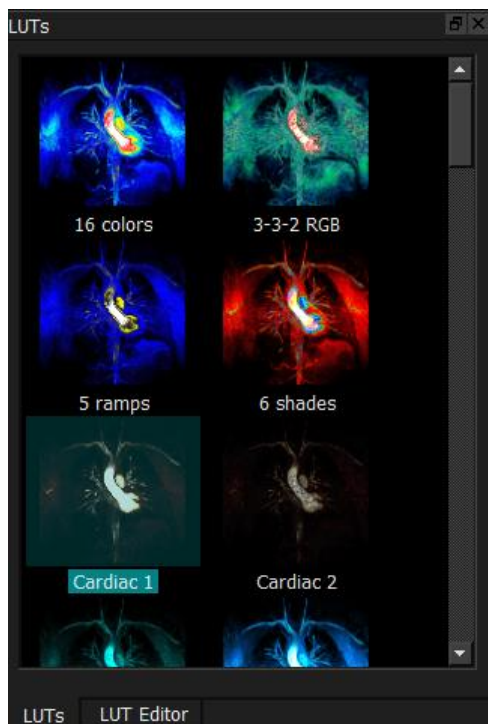 LUTs
16 colors
3-3-2 RGB
5 ramps
6 shades
Cardiac 1
Cardiac 2
LUTs
LUT Editor